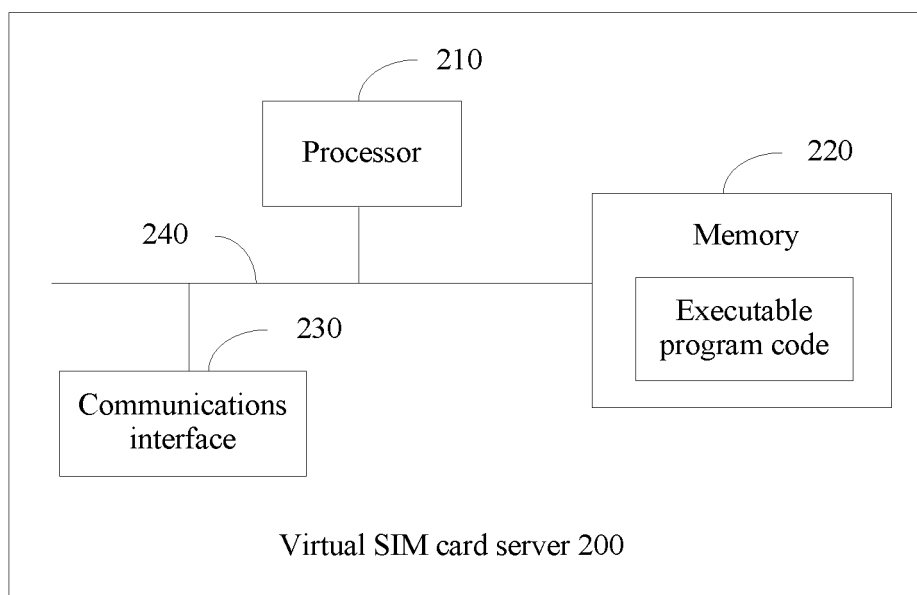 210
Processor
220
Memory
240
Executable
program code
230
Communications
interface
Virtual SIM card server 200